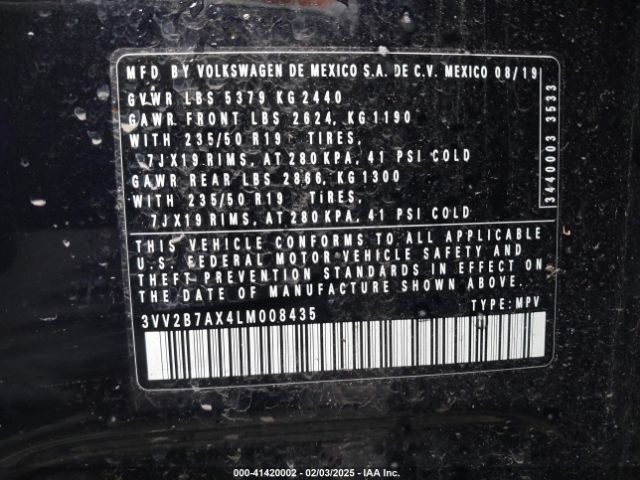 MFD BY VOLKSWAGEN DE MEXICO S.A. DE C.V. MEXICO 08/19
GVWR LBS 5379 KG 2440
GAWR FRONT LBS 2624, KG 1190
WITH 235/50 R19 TIRES,
7JX19 RIMS, AT 280 KPA, 41 PSI COLD
GAWR REAR LBS 2866, KG 1300
WITH 235/50 R19 TIRES,
7JX19 RIMS, AT 280 KPA, 41 PSI COLD
3440003 3533
THIS VEHICLE CONFORMS TO ALL APPLICABLE
U.S. FEDERAL MOTOR VEHICLE SAFETY AND
THEFT PREVENTION STANDARDS IN EFFECT ON
THE DATE OF MANUFACTURE SHOWN ABOVE.
3VV2B7AX4LM008435 TYPE: MPV
000-41420002 - 02/03/2025 - IAA Inc.